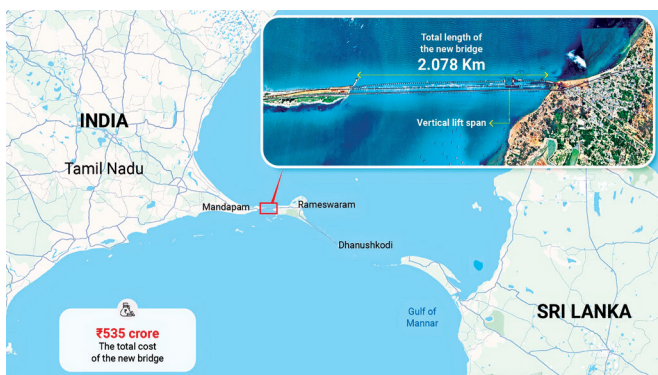 Total length of
the new bridge
2.078 Km
Vertical lift span
INDIA
Tamil Nadu
Mandapam
Rameswaram
Dhanushkodi
Gulf of
Mannar
SRI LANKA
₹535 crore
The total cost
of the new bridge